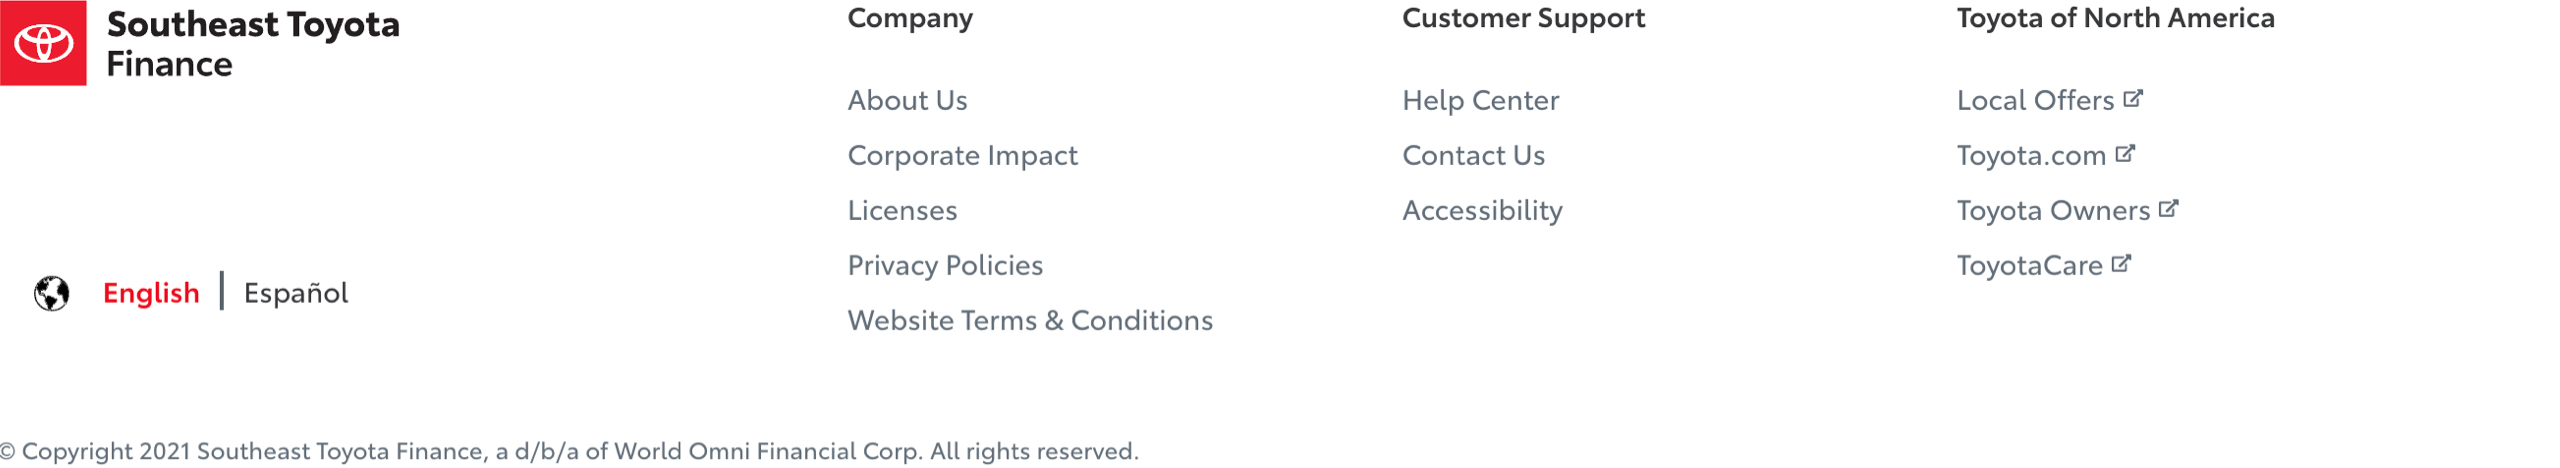 Southeast Toyota
Finance
English | Español
Company
About Us
Corporate Impact
Licenses
Privacy Policies
Website Terms & Conditions
Customer Support
Help Center
Contact Us
Accessibility
Toyota of North America
Local Offers
Toyota.com
Toyota Owners
ToyotaCare
© Copyright 2021 Southeast Toyota Finance, a d/b/a of World Omni Financial Corp. All rights reserved.